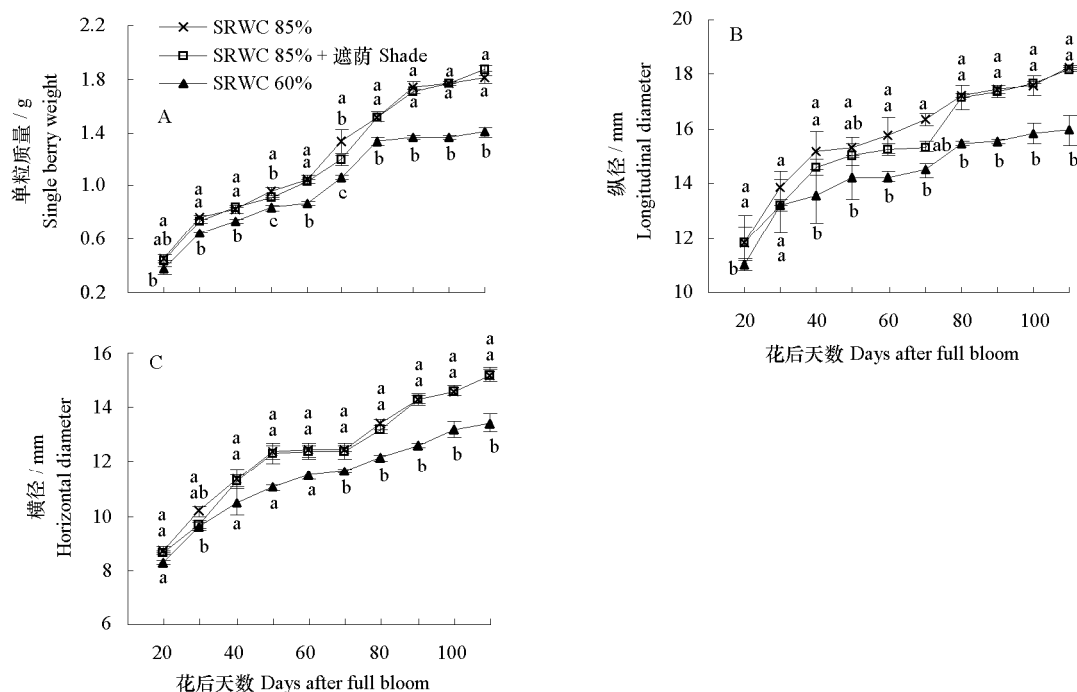 2.2
1.8
1.4
1.0
0.6
0.2
单粒质量 / g
Single berry weight
SRWC 85%
SRWC 85% + 遮荫 Shade
SRWC 60%
A
a a a a a a a a a a
ab a a b a b a a a a
b b b c b c b b b b
20
18
16
14
12
10
纵径 / mm
Longitudinal diameter
B
a a a a a a a a a a
a a a ab a ab a a a a
b a b b b b b b b b
20 40 60 80 100
花后天数 Days after full bloom
16
14
12
10
8
6
横径 / mm
Horizontal diameter
C
a a a a a a a a a a
a ab a a a a a a a a
a b a a a b b b b b
20 40 60 80 100
花后天数 Days after full bloom